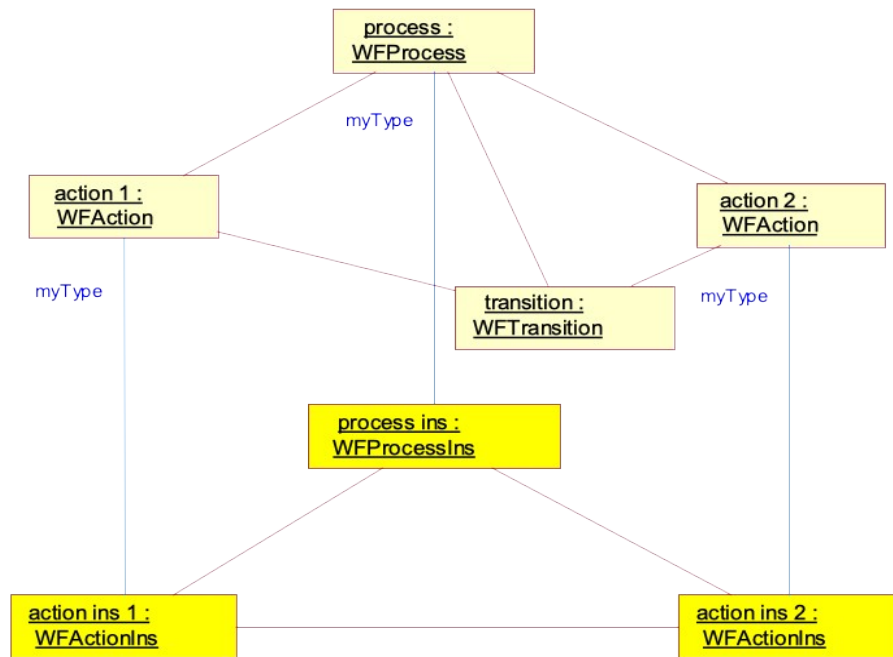 process :
WFProcess
myType
action 1 :
WFAction
action 2 :
WFAction
myType
transition :
WFTransition
myType
process ins :
WFProcessIns
action ins 1 :
WFActionIns
action ins 2 :
WFActionIns